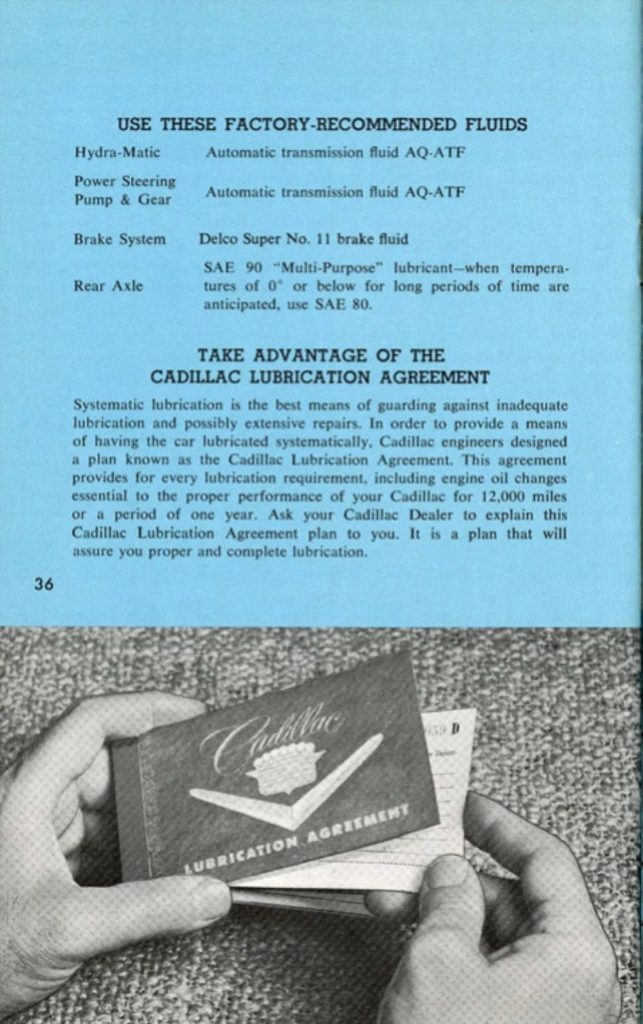 USE THESE FACTORY-RECOMMENDED FLUIDS
Hydra-Matic Automatic transmission fluid AQ-ATF
Power Steering
Pump & Gear Automatic transmission fluid AQ-ATF
Brake System Delco Super No. 11 brake fluid
Rear Axle
SAE 90 "Multi-Purpose" lubricant—when tempera-
tures of 0° or below for long periods of time are
anticipated, use SAE 80.
TAKE ADVANTAGE OF THE
CADILLAC LUBRICATION AGREEMENT
Systematic lubrication is the best means of guarding against inadequate
lubrication and possibly extensive repairs. In order to provide a means
of having the car lubricated systematically, Cadillac engineers designed
a plan known as the Cadillac Lubrication Agreement. This agreement
provides for every lubrication requirement, including engine oil changes
essential to the proper performance of your Cadillac for 12,000 miles
or a period of one year. Ask your Cadillac Dealer to explain this
Cadillac Lubrication Agreement plan to you. It is a plan that will
assure you proper and complete lubrication.
36
Cadillac
LUBRICATION AGREEMENT
959 D